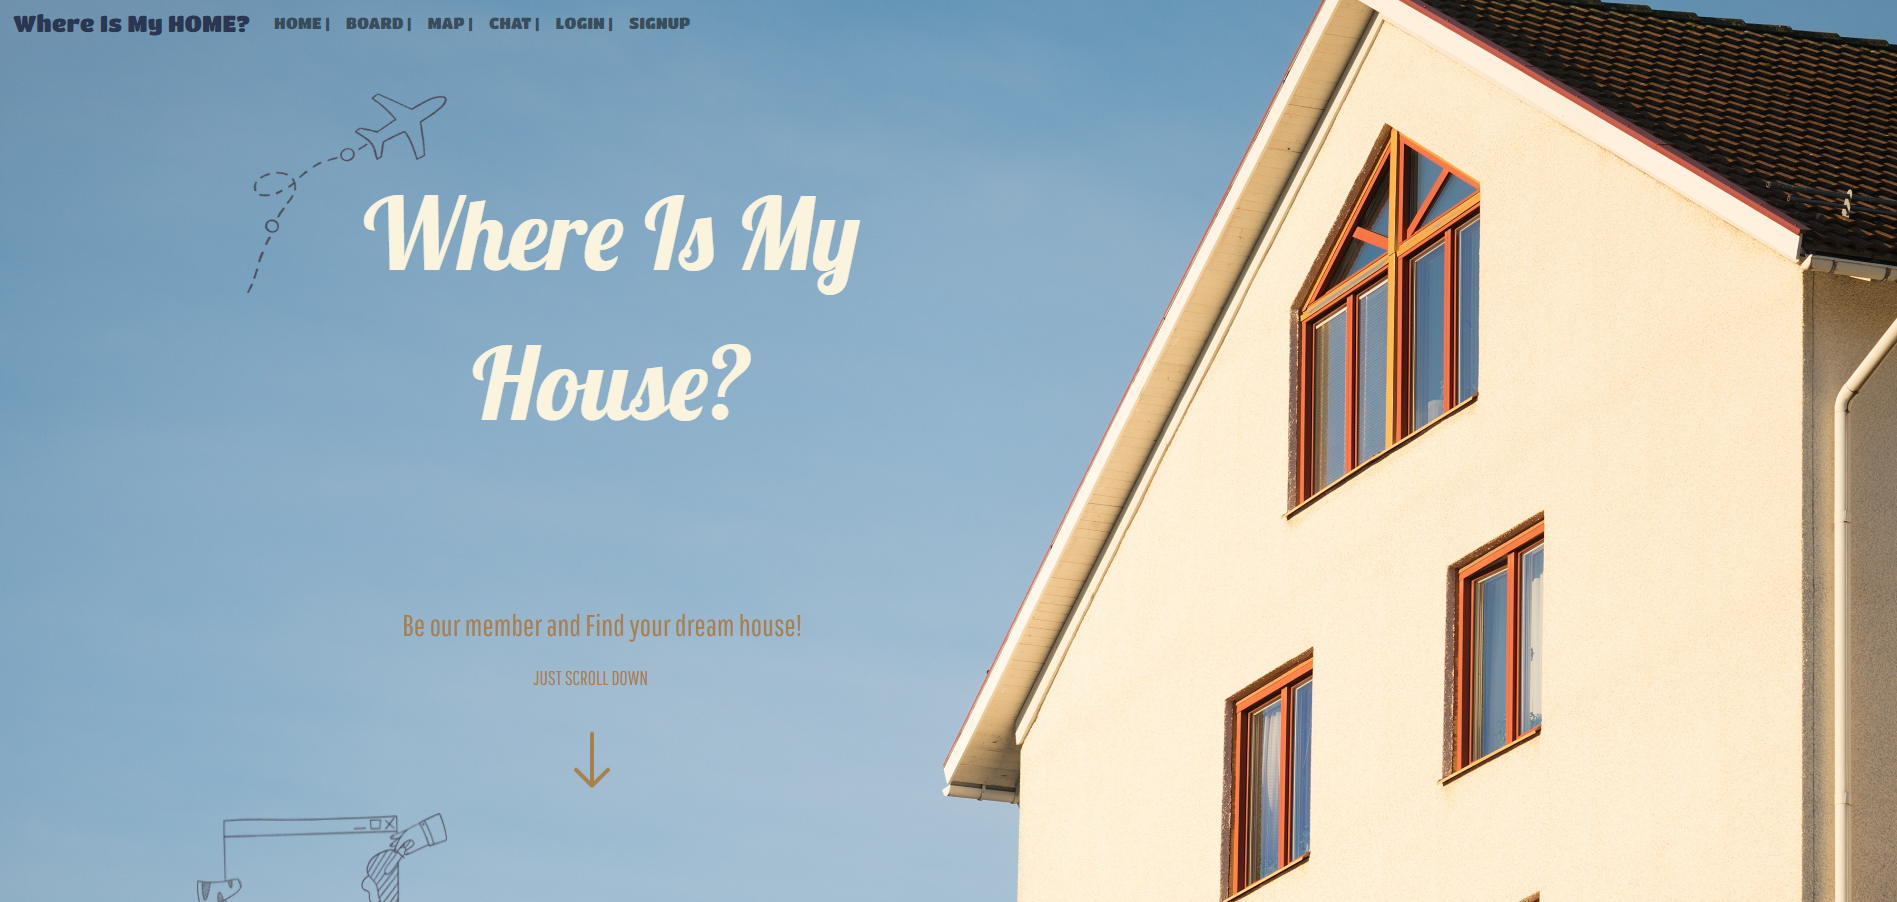 Where Is My HOME? HOME | BOARD | MAP | CHAT | LOGIN | SIGNUP
Where Is My
House?
Be our member and Find your dream house!
JUST SCROLL DOWN